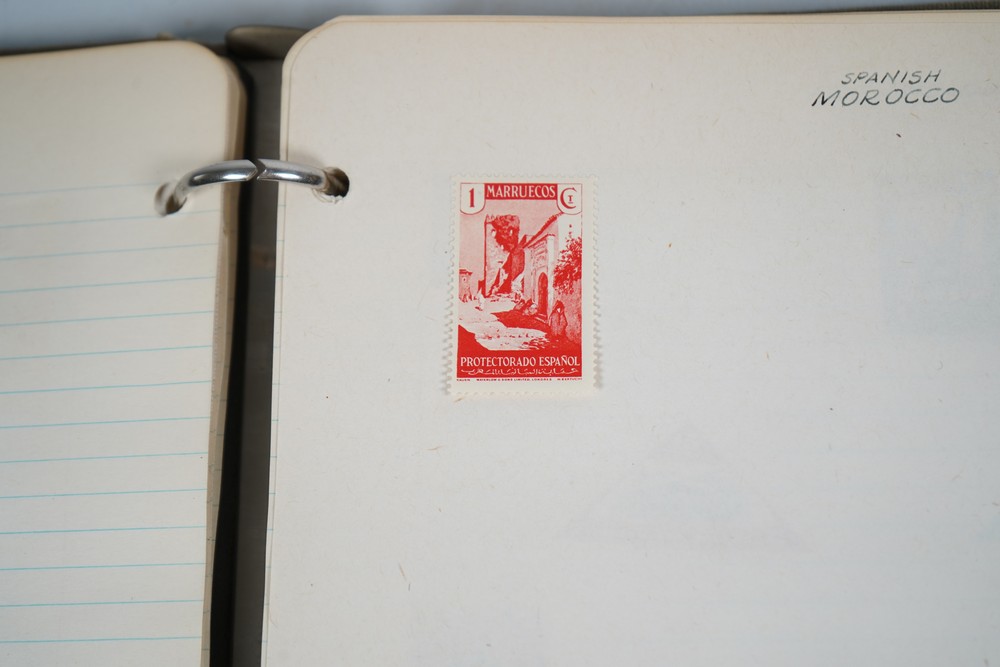 SPANISH
MOROCCO
1 MARRUECOS CT
PROTECTORADO ESPAÑOL